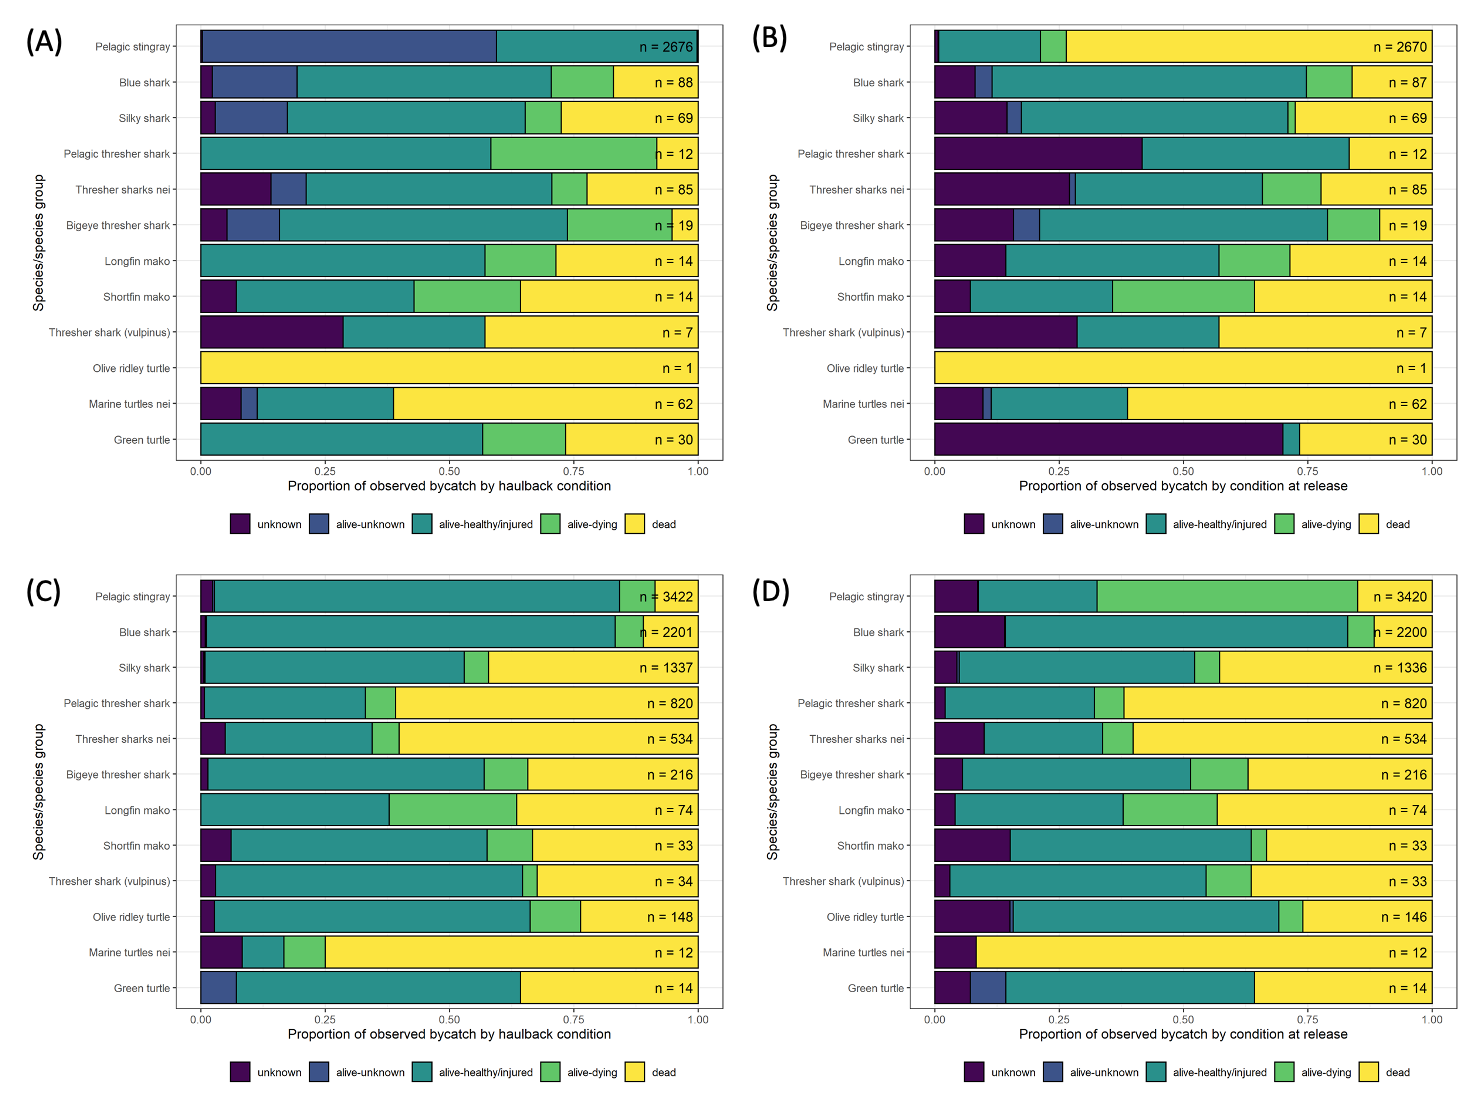 (A)
Species/species group
Pelagic stingray
n = 2676
Blue shark
n = 88
Silky shark
n = 69
Pelagic thresher shark
n = 12
Thresher sharks nei
n = 85
Bigeye thresher shark
n = 19
Longfin mako
n = 14
Shortfin mako
n = 14
Thresher shark (vulpinus)
n = 7
Olive ridley turtle
n = 1
Marine turtles nei
n = 62
Green turtle
n = 30
0.00 0.25 0.50 0.75 1.00
Proportion of observed bycatch by haulback condition
unknown alive-unknown alive-healthy/injured alive-dying dead
(B)
Species/species group
Pelagic stingray
n = 2670
Blue shark
n = 87
Silky shark
n = 69
Pelagic thresher shark
n = 12
Thresher sharks nei
n = 85
Bigeye thresher shark
n = 19
Longfin mako
n = 14
Shortfin mako
n = 14
Thresher shark (vulpinus)
n = 7
Olive ridley turtle
n = 1
Marine turtles nei
n = 62
Green turtle
n = 30
0.00 0.25 0.50 0.75 1.00
Proportion of observed bycatch by condition at release
unknown alive-unknown alive-healthy/injured alive-dying dead
(C)
Species/species group
Pelagic stingray
n = 3422
Blue shark
n = 2201
Silky shark
n = 1337
Pelagic thresher shark
n = 820
Thresher sharks nei
n = 534
Bigeye thresher shark
n = 216
Longfin mako
n = 74
Shortfin mako
n = 33
Thresher shark (vulpinus)
n = 34
Olive ridley turtle
n = 148
Marine turtles nei
n = 12
Green turtle
n = 14
0.00 0.25 0.50 0.75 1.00
Proportion of observed bycatch by haulback condition
unknown alive-unknown alive-healthy/injured alive-dying dead
(D)
Species/species group
Pelagic stingray
n = 3420
Blue shark
n = 2200
Silky shark
n = 1336
Pelagic thresher shark
n = 820
Thresher sharks nei
n = 534
Bigeye thresher shark
n = 216
Longfin mako
n = 74
Shortfin mako
n = 33
Thresher shark (vulpinus)
n = 33
Olive ridley turtle
n = 146
Marine turtles nei
n = 12
Green turtle
n = 14
0.00 0.25 0.50 0.75 1.00
Proportion of observed bycatch by condition at release
unknown alive-unknown alive-healthy/injured alive-dying dead